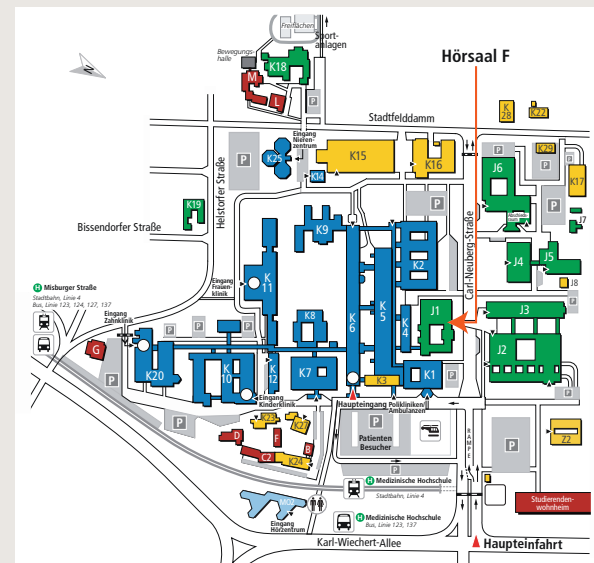 Freiflächen
Sport-
anlagen
Bewegungs-
halle
K18
M
L
P
Hörsaal F
Stadtfelddamm
K
28
K22
Eingang
Nieren-
zentrum
K25
K14
K15
K16
P
P
P
K29
K17
J6
P
J7
K19
Helstorfer Straße
Bissendorfer Straße
K9
K
11
Eingang
Frauen-
klinik
K2
Carl-Neuberg-Straße
J4
J5
J8
H Misburger Straße
Stadtbahn, Linie 4
Bus, Linie 123, 124, 127, 137
Eingang
Zahnklinik
G
P
P
P
P
K8
K
6
K
5
K
4
J1
J3
J2
P
K20
K
10
K
12
K7
K3
K1
Eingang
Kinderklinik
Haupteingang
Polikliniken/
Ambulanzen
P
K23
K27
D
F
B
C2
K24
P
Patienten
Besucher
P
RAMPE
P
Z2
P
H Medizinische Hochschule
Stadtbahn, Linie 4
Eingang
Hörzentrum
H Medizinische Hochschule
Bus, Linie 123, 137
Studierenden-
wohnheim
Karl-Wiechert-Allee
Haupteinfahrt